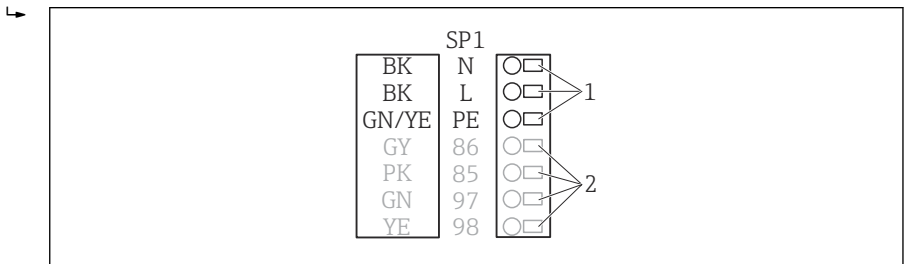 SP1
BK N
BK L 1
GN/YE PE
GY 86
PK 85 2
GN 97
YE 98